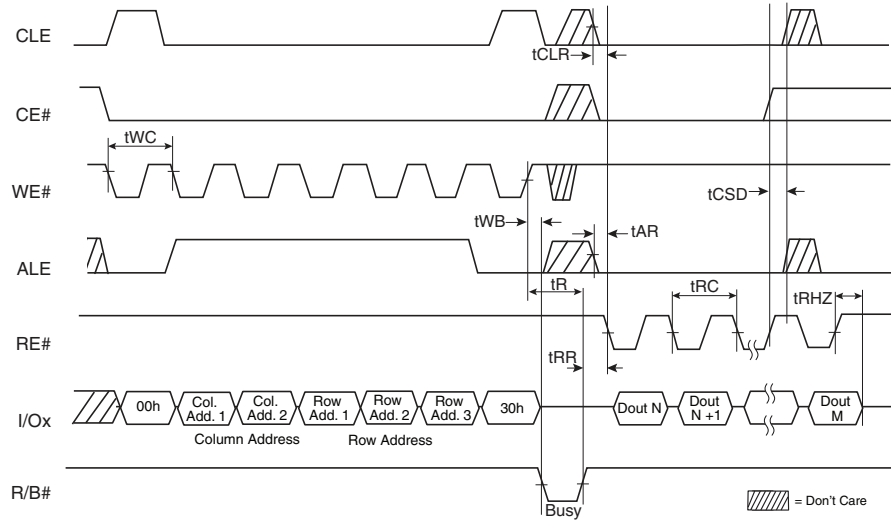 CLE
tCLR
CE#
tWC
WE#
tCSD
tWB
tAR
ALE
tR
tRC
tRHZ
RE#
tRR
I/Ox
00h
Col. Add. 1
Col. Add. 2
Row Add. 1
Row Add. 2
Row Add. 3
30h
Dout N
Dout N +1
Dout M
Column Address
Row Address
R/B#
Busy
= Don't Care